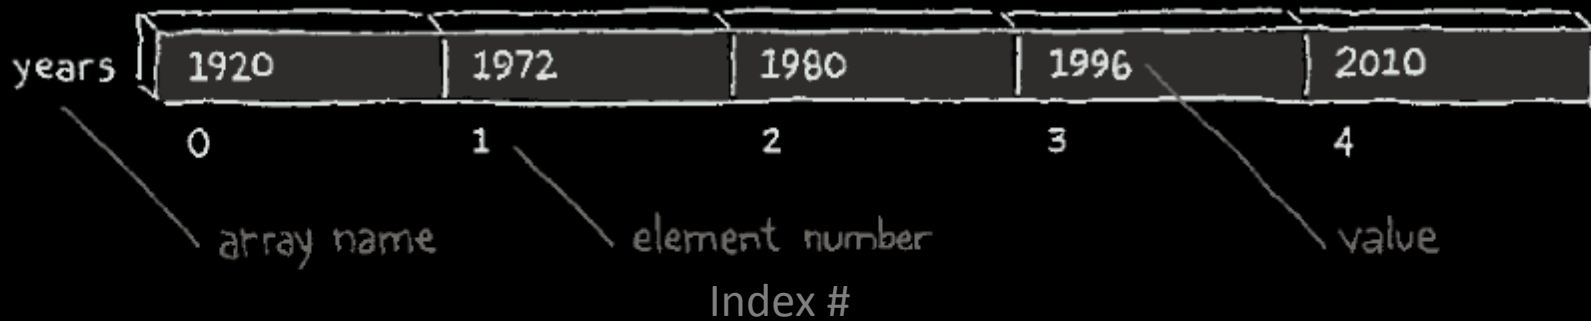 years 1920 1972 1980 1996 2010
0 1 2 3 4
array name element number value
Index #